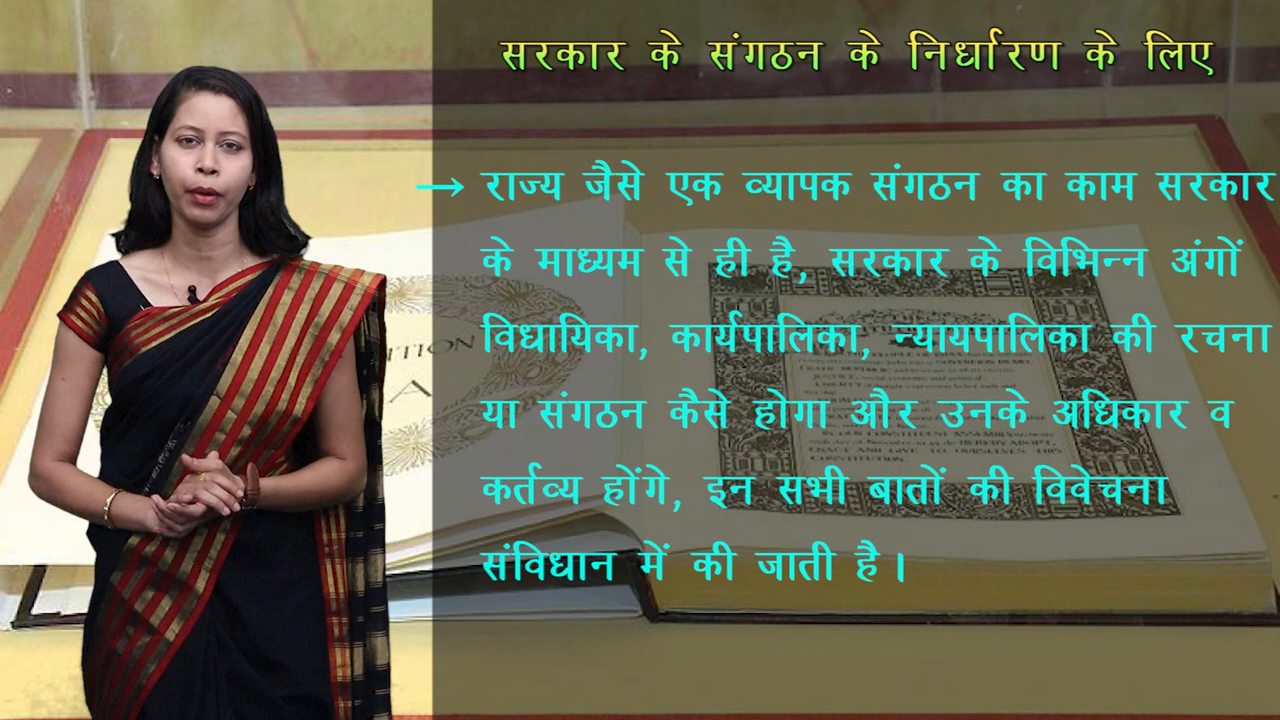 सरकार के संगठन के निर्धारण के लिए
→ राज्य जैसे एक व्यापक संगठन का काम सरकार
के माध्यम से ही है, सरकार के विभिन्न अंगों
विधायिका, कार्यपालिका, न्यायपालिका की रचना
या संगठन कैसे होगा और उनके अधिकार व
कर्तव्य होंगे, इन सभी बातों की विवेचना
संविधान में की जाती है।